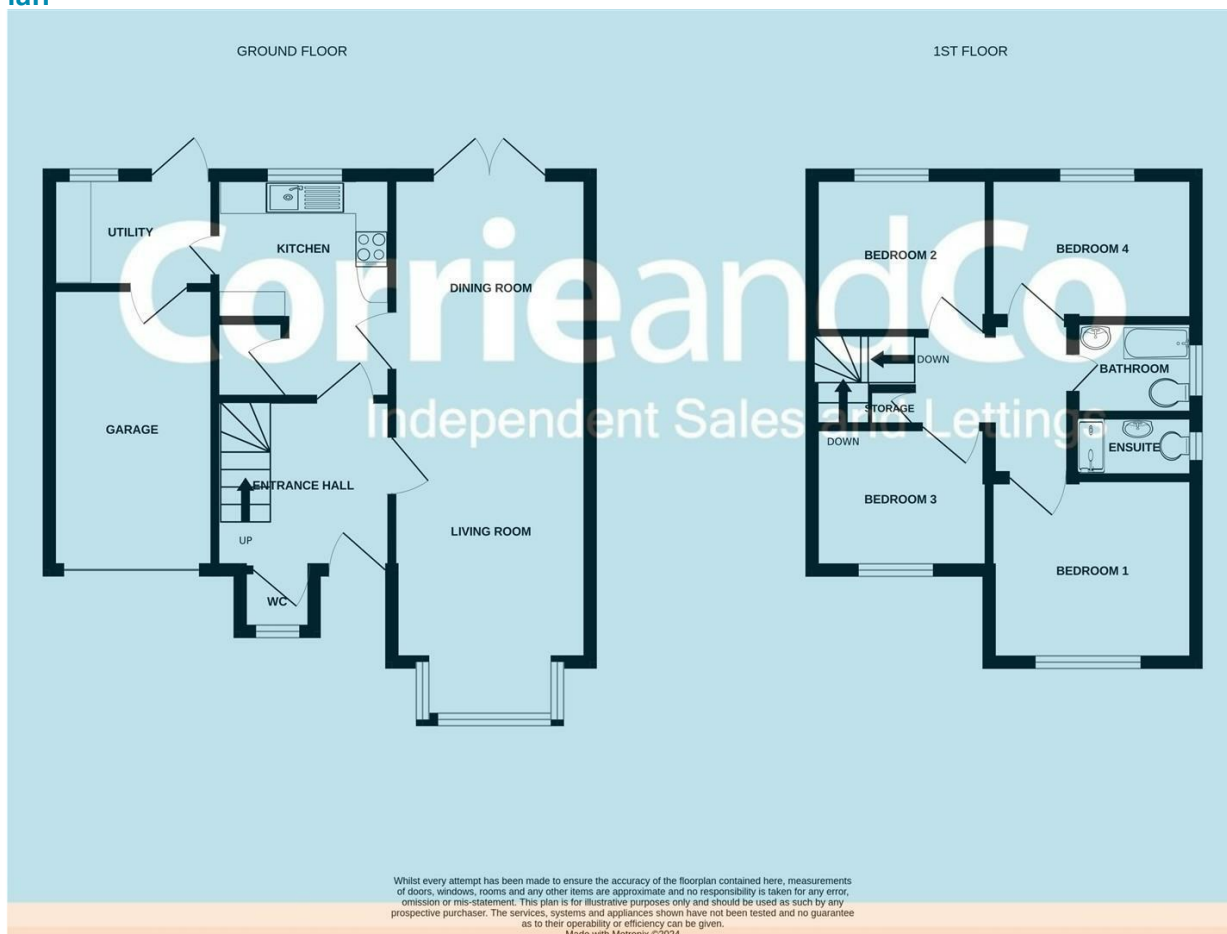 GROUND FLOOR
1ST FLOOR
UTILITY
KITCHEN
DINING ROOM
GARAGE
ENTRANCE HALL
LIVING ROOM
UP
WC
BEDROOM 2
BEDROOM 4
DOWN
BATHROOM
STORAGE
DOWN
ENSUITE
BEDROOM 3
BEDROOM 1
CorrieandCo
Independent Sales and Lettings
Whilst every attempt has been made to ensure the accuracy of the floorplan contained here, measurements
of doors, windows, rooms and any other items are approximate and no responsibility is taken for any error,
omission or mis-statement. This plan is for illustrative purposes only and should be used as such by any
prospective purchaser. The services, systems and appliances shown have not been tested and no guarantee
as to their operability or efficiency can be given.
Made with Metropix ©2024